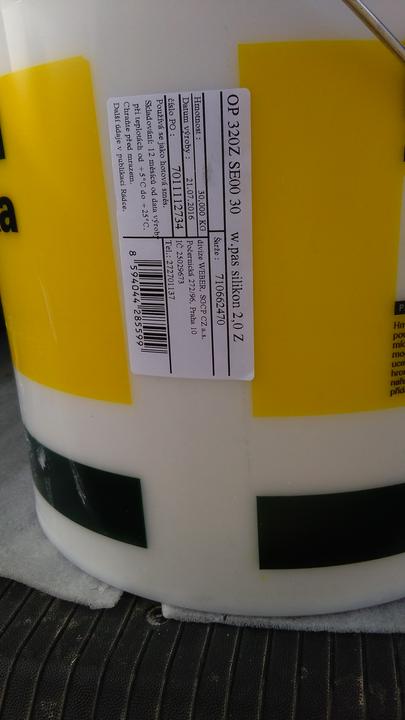 OP 320Z SE00 30 w.pas silikon 2,0 Z
Šarže: 710662470
Hmotnost: 30,000 KG
Datum výroby: 21.07.2016
číslo PO: 7011112734
divize WEBER, SGCP CZ a.s.
Počernická 272/96, Praha 10
IČ 25029673
Tel.: 272701137
Používá se jako hotová směs.
Skladování: 12 měsíců od data výroby
při teplotách od +5°C do +25°C.
Chraňte před mrazem.
Další údaje v publikaci Rádce.
8 594044 285599
a